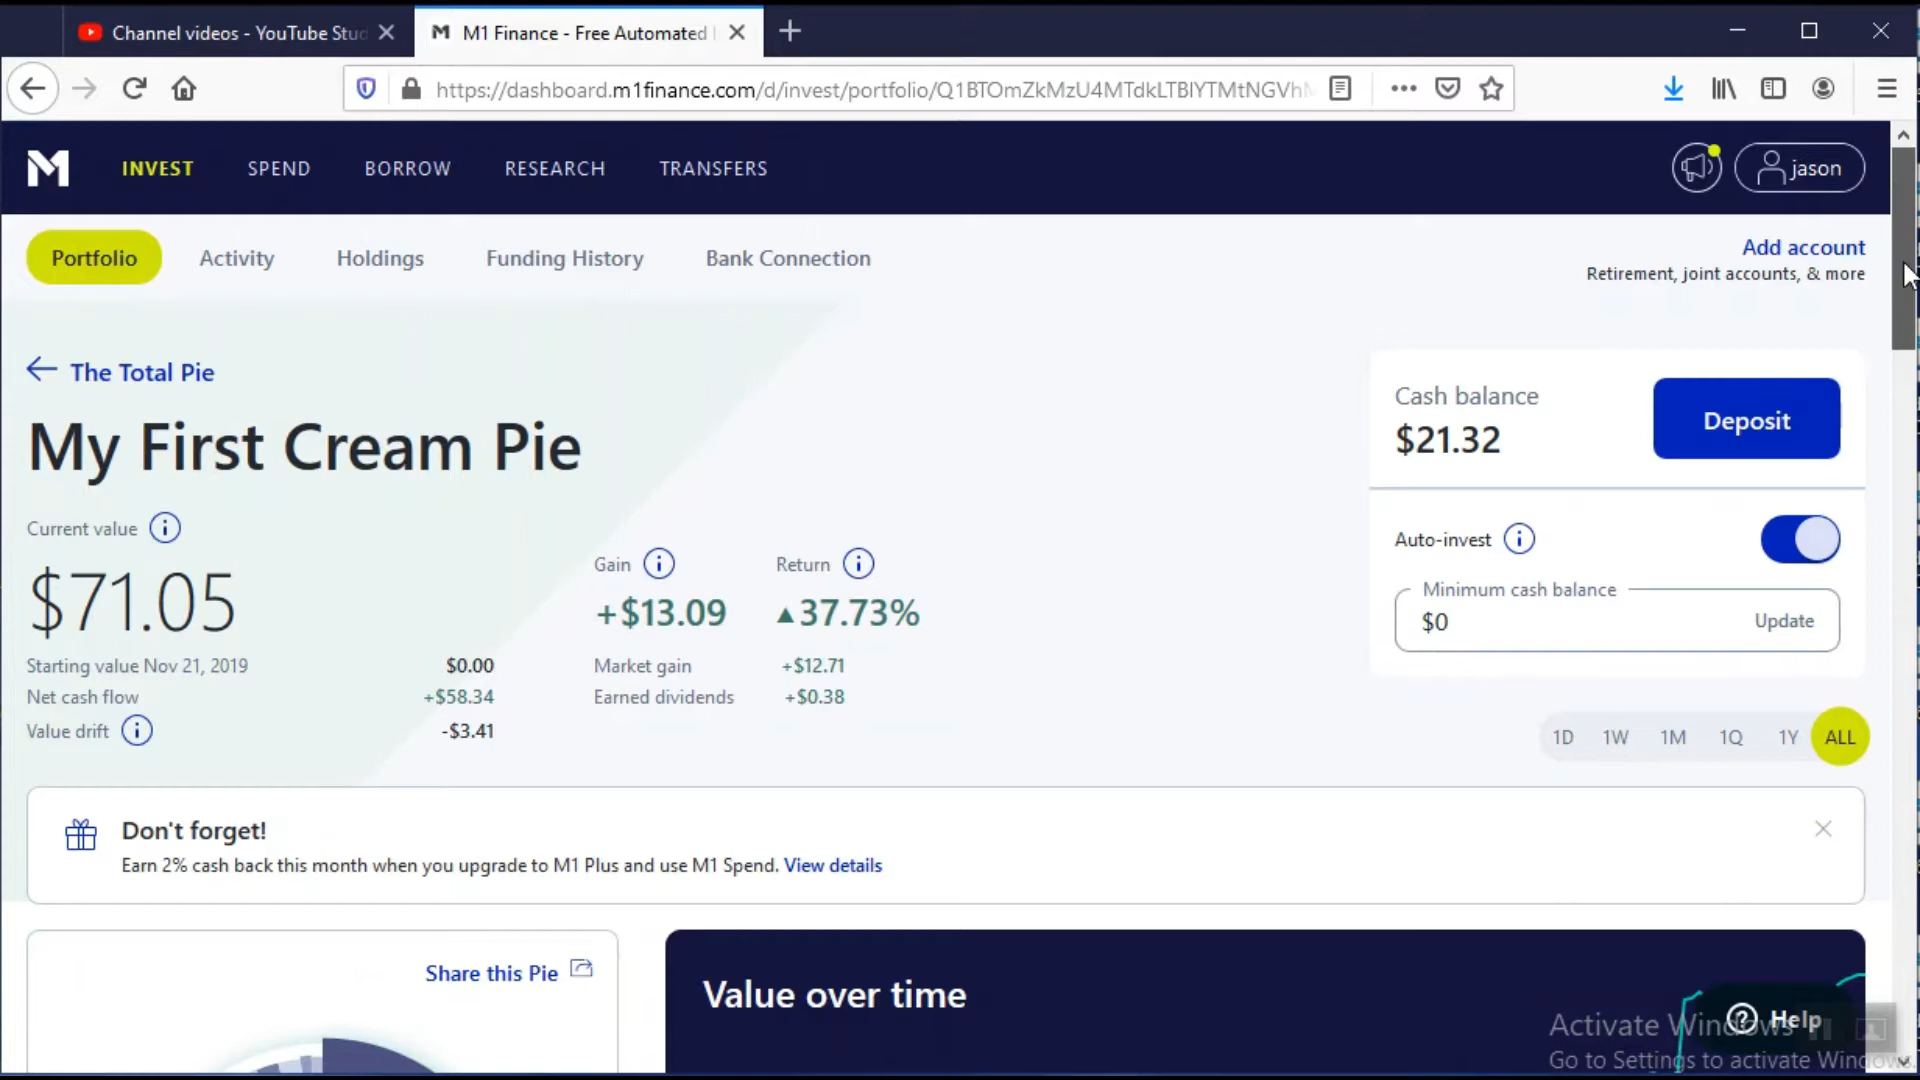 Channel videos - YouTube Stu
M1 Finance - Free Automated
https://dashboard.m1finance.com/d/invest/portfolio/Q1BTOmZkMzU4MTdkLTBlYTMtNGVh
INVEST SPEND BORROW RESEARCH TRANSFERS
jason
Portfolio Activity Holdings Funding History Bank Connection
Add account
Retirement, joint accounts, & more
The Total Pie
My First Cream Pie
Cash balance
$21.32
Deposit
Current value
$71.05
Gain Return
+$13.09 ▲37.73%
Auto-invest
Minimum cash balance
$0 Update
Starting value Nov 21, 2019 $0.00
Net cash flow +$58.34
Value drift -$3.41
Market gain +$12.71
Earned dividends +$0.38
1D 1W 1M 1Q 1Y ALL
Don't forget!
Earn 2% cash back this month when you upgrade to M1 Plus and use M1 Spend. View details
Share this Pie
Value over time
Help
Activate Windows
Go to Settings to activate Windows.